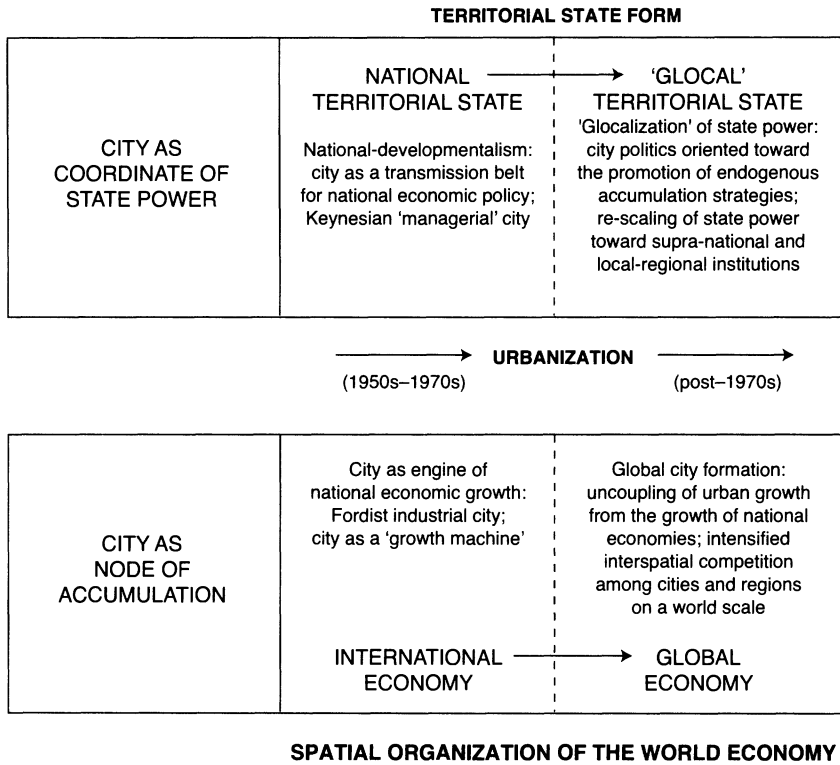 TERRITORIAL STATE FORM
CITY AS
COORDINATE OF
STATE POWER
NATIONAL
TERRITORIAL STATE
National-developmentalism:
city as a transmission belt
for national economic policy;
Keynesian ‘managerial’ city
‘GLOCAL’
TERRITORIAL STATE
'Glocalization' of state power:
city politics oriented toward
the promotion of endogenous
accumulation strategies;
re-scaling of state power
toward supra-national and
local-regional institutions
URBANIZATION
(1950s–1970s)
(post–1970s)
CITY AS
NODE OF
ACCUMULATION
City as engine of
national economic growth:
Fordist industrial city;
city as a ‘growth machine’
INTERNATIONAL
ECONOMY
Global city formation:
uncoupling of urban growth
from the growth of national
economies; intensified
interspatial competition
among cities and regions
on a world scale
GLOBAL
ECONOMY
SPATIAL ORGANIZATION OF THE WORLD ECONOMY